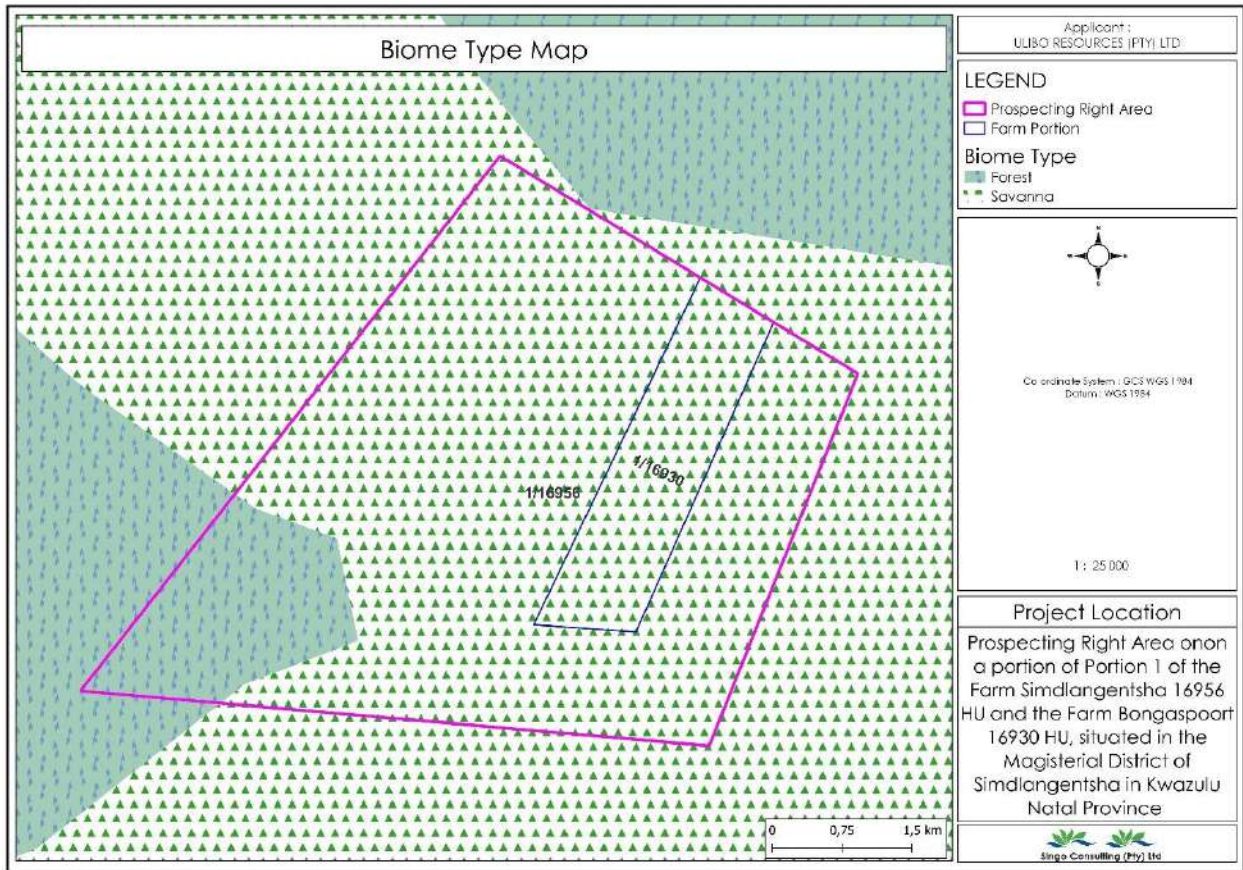 Biome Type Map
1/16956
1/16930
0 0,75 1,5 km
Applicant :
ULIBO RESOURCES (PTY) LTD
LEGEND
Prospecting Right Area
Farm Portion
Biome Type
Forest
Savanna
N
W E
S
Co ordinate System : GCS WGS 1984
Datum : WGS 1984
1 : 25 000
Project Location
Prospecting Right Area onon
a portion of Portion 1 of the
Farm Simdlangentsha 16956
HU and the Farm Bongaspoort
16930 HU, situated in the
Magisterial District of
Simdlangentsha in Kwazulu
Natal Province
Singo Consulting (Pty) Ltd